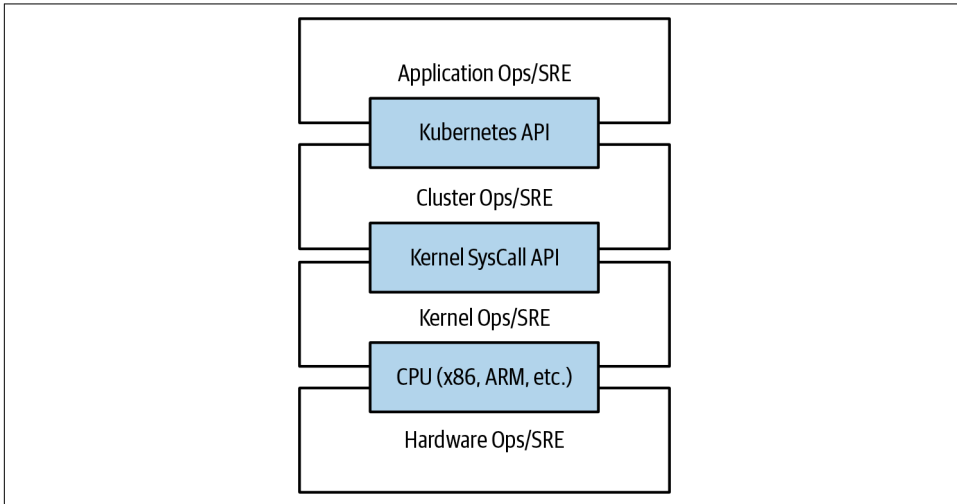 Application Ops/SRE
Kubernetes API
Cluster Ops/SRE
Kernel SysCall API
Kernel Ops/SRE
CPU (x86, ARM, etc.)
Hardware Ops/SRE